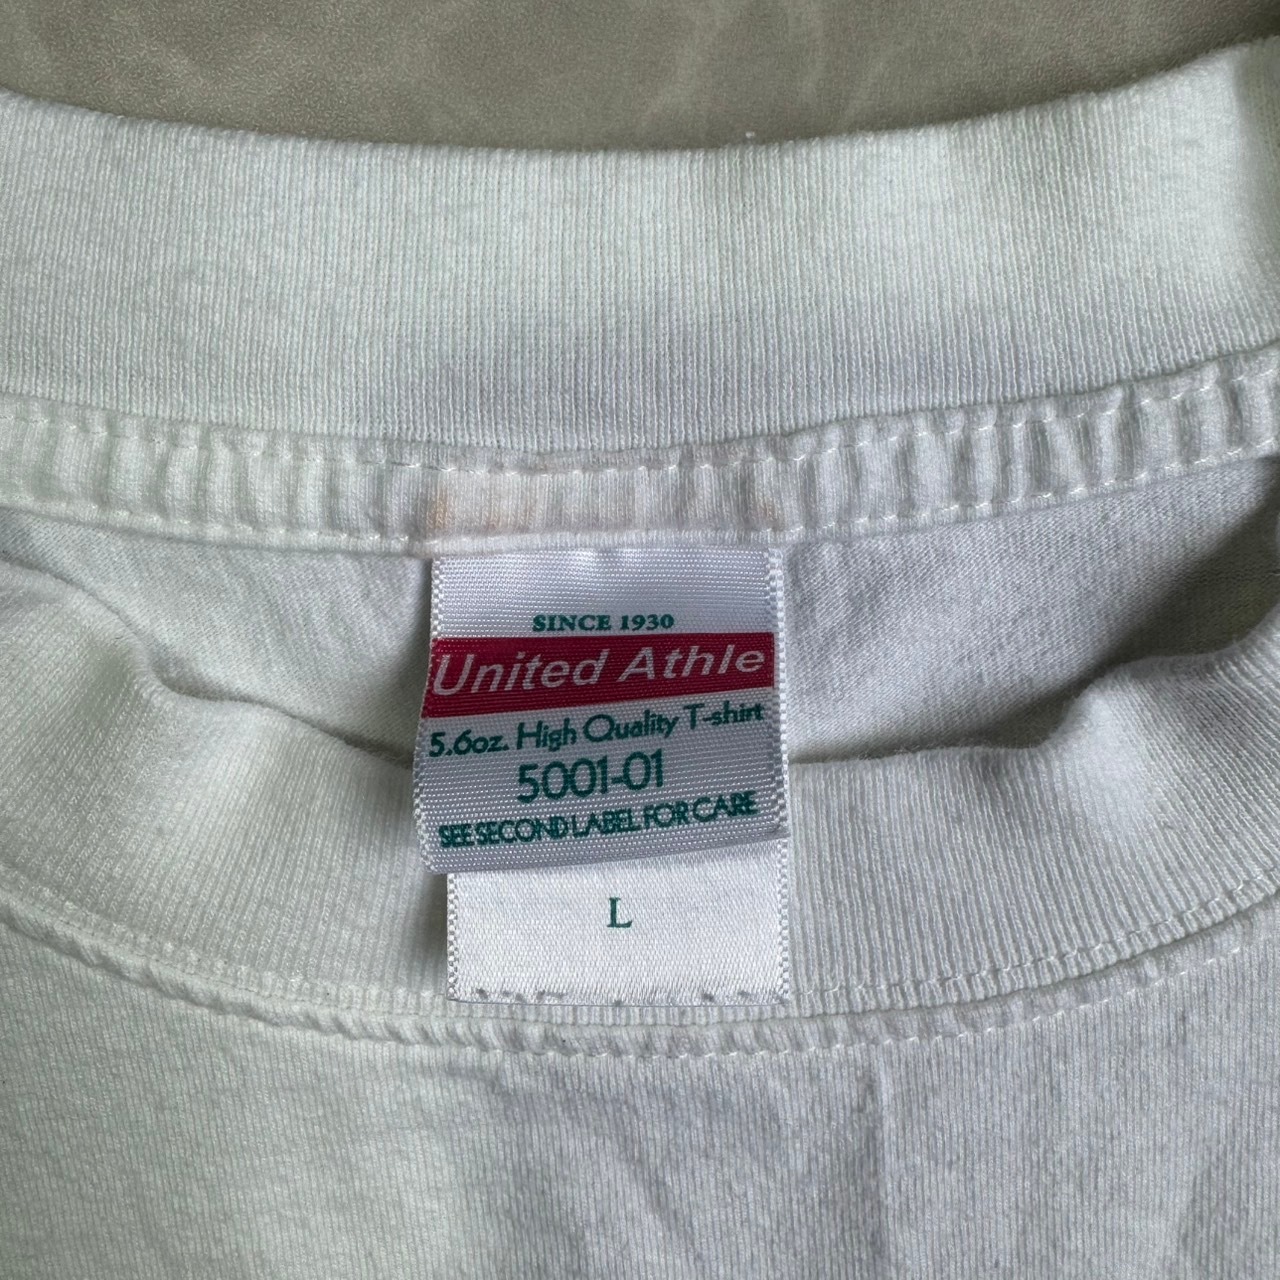 SINCE 1930
United Athle
5.6oz. High Quality T-shirt
5001-01
SEE SECOND LABEL FOR CARE
L